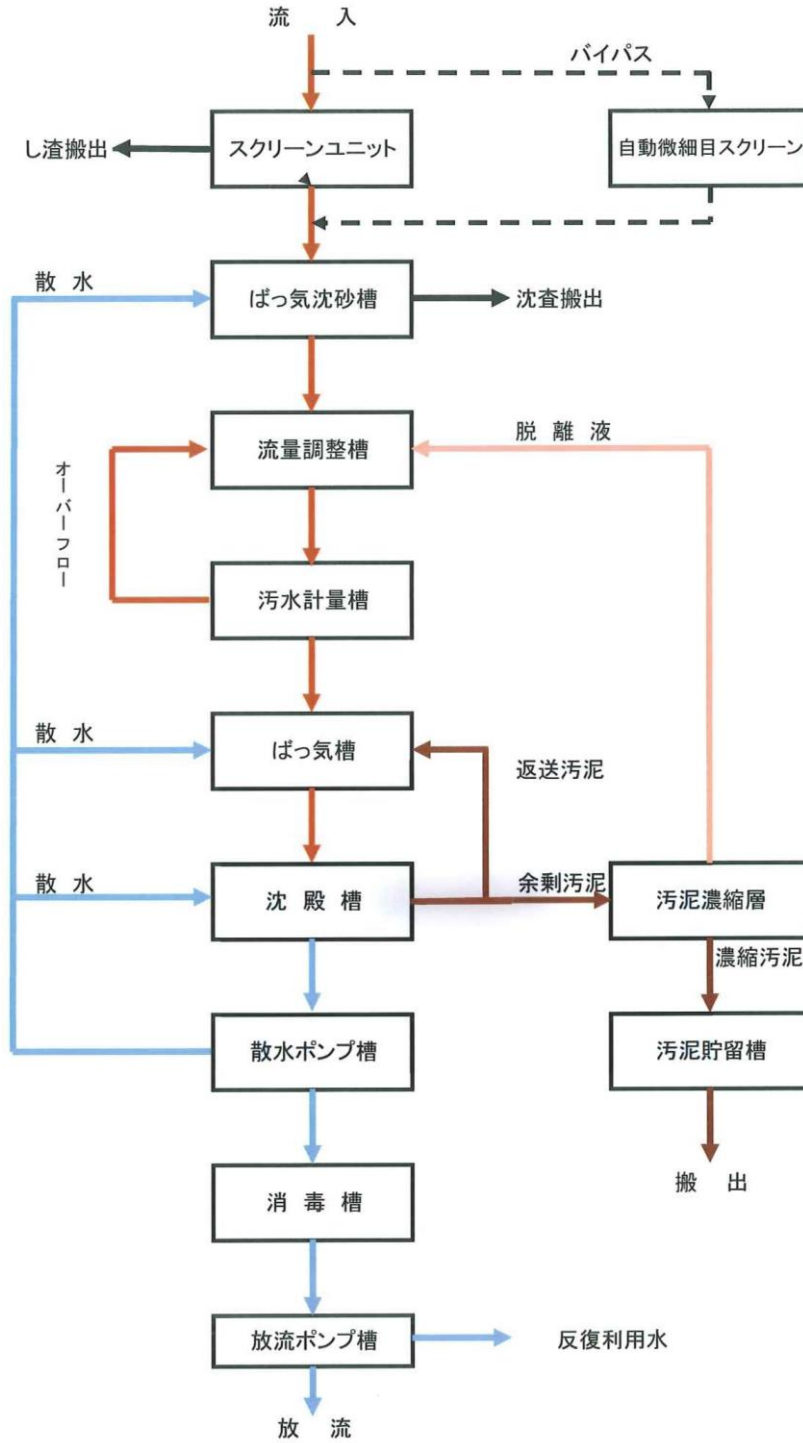 流 入
バイパス
し渣搬出
スクリーンユニット
自動微細目スクリーン
散 水
ばっ気沈砂槽
沈査搬出
流量調整槽
脱 離 液
オーバーフロー
汚水計量槽
散 水
ばっ気槽
返送汚泥
散 水
沈 殿 槽
余剰汚泥
汚泥濃縮層
濃縮汚泥
散水ポンプ槽
汚泥貯留槽
搬 出
消 毒 槽
放流ポンプ槽
反復利用水
放 流